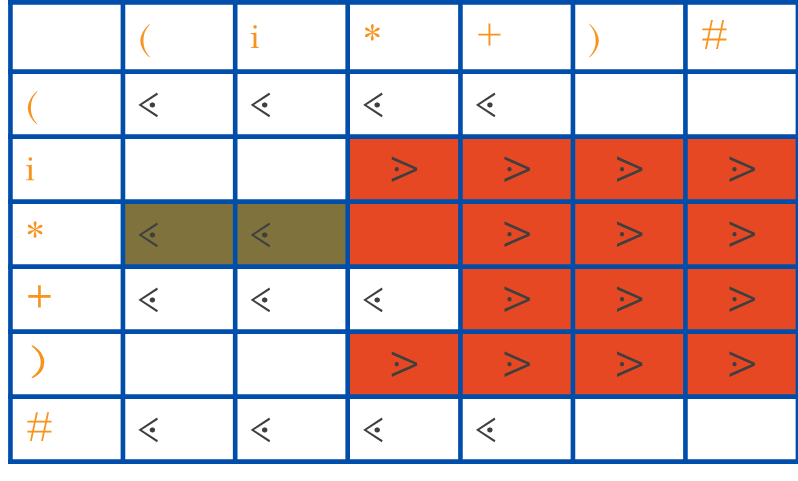 ( i * + ) #
( ⋖ ⋖ ⋖ ⋖
i ⋗ ⋗ ⋗ ⋗
* ⋖ ⋖ ⋗ ⋗ ⋗
+ ⋖ ⋖ ⋖ ⋗ ⋗ ⋗
) ⋗ ⋗ ⋗ ⋗
# ⋖ ⋖ ⋖ ⋖